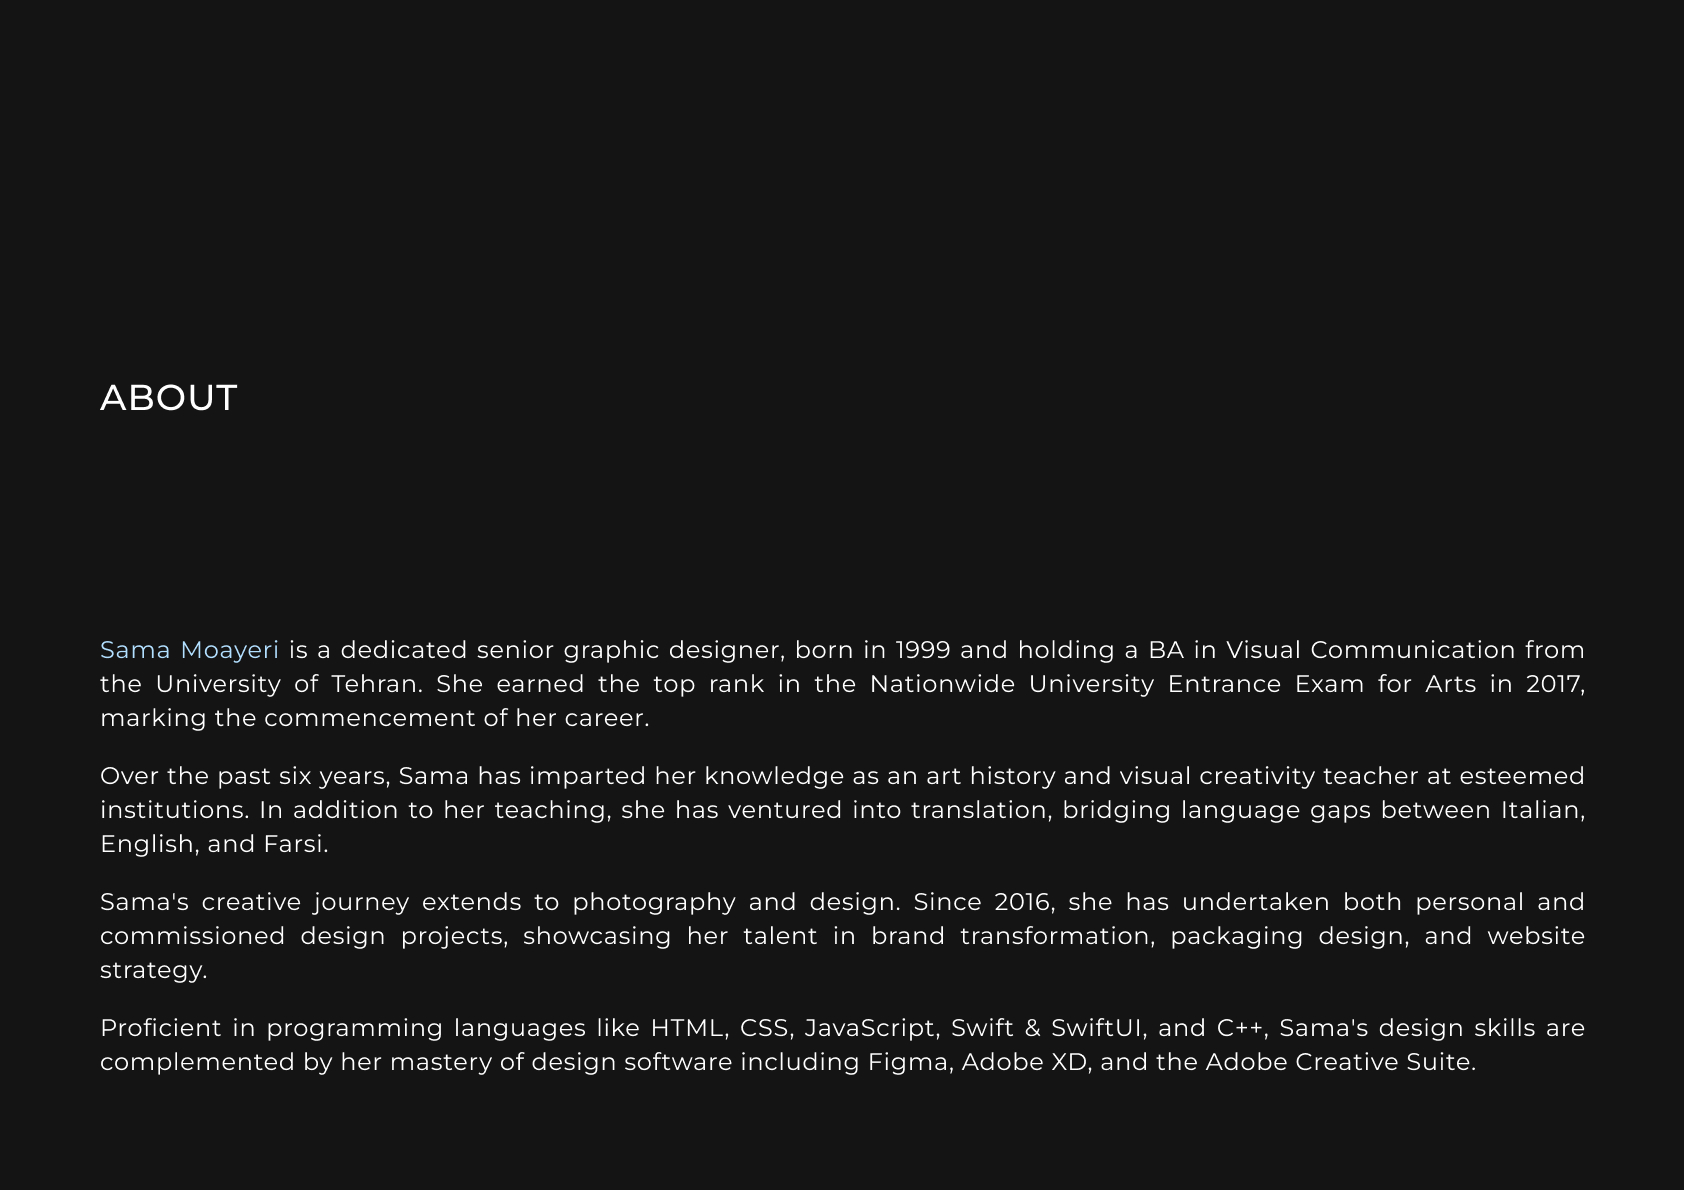 ABOUT
Sama Moayeri is a dedicated senior graphic designer, born in 1999 and holding a BA in Visual Communication from
the University of Tehran. She earned the top rank in the Nationwide University Entrance Exam for Arts in 2017,
marking the commencement of her career.
Over the past six years, Sama has imparted her knowledge as an art history and visual creativity teacher at esteemed
institutions. In addition to her teaching, she has ventured into translation, bridging language gaps between Italian,
English, and Farsi.
Sama's creative journey extends to photography and design. Since 2016, she has undertaken both personal and
commissioned design projects, showcasing her talent in brand transformation, packaging design, and website
strategy.
Proficient in programming languages like HTML, CSS, JavaScript, Swift & SwiftUI, and C++, Sama's design skills are
complemented by her mastery of design software including Figma, Adobe XD, and the Adobe Creative Suite.